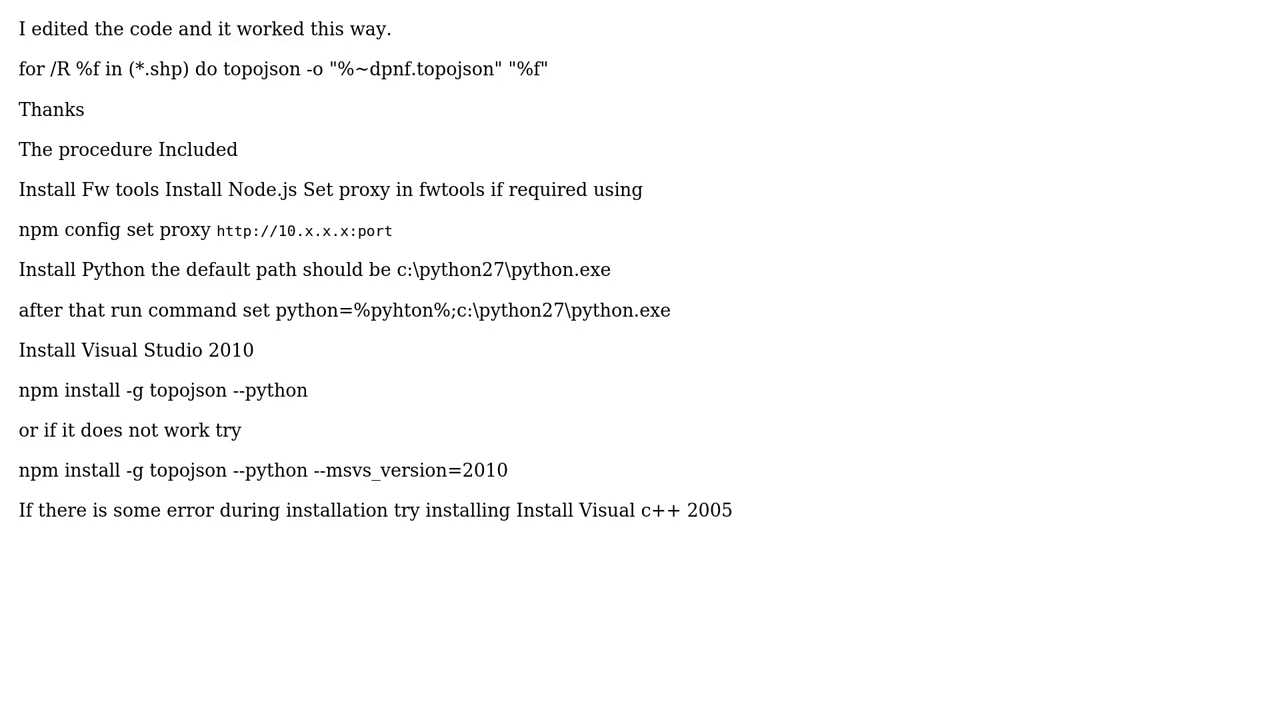 I edited the code and it worked this way.
for /R %f in (*.shp) do topojson -o "%~dpnf.topojson" "%f"
Thanks
The procedure Included
Install Fw tools Install Node.js Set proxy in fwtools if required using
npm config set proxy http://10.x.x.x:port
Install Python the default path should be c:\python27\python.exe
after that run command set python=%pyhton%;c:\python27\python.exe
Install Visual Studio 2010
npm install -g topojson --python
or if it does not work try
npm install -g topojson --python --msvs_version=2010
If there is some error during installation try installing Install Visual c++ 2005